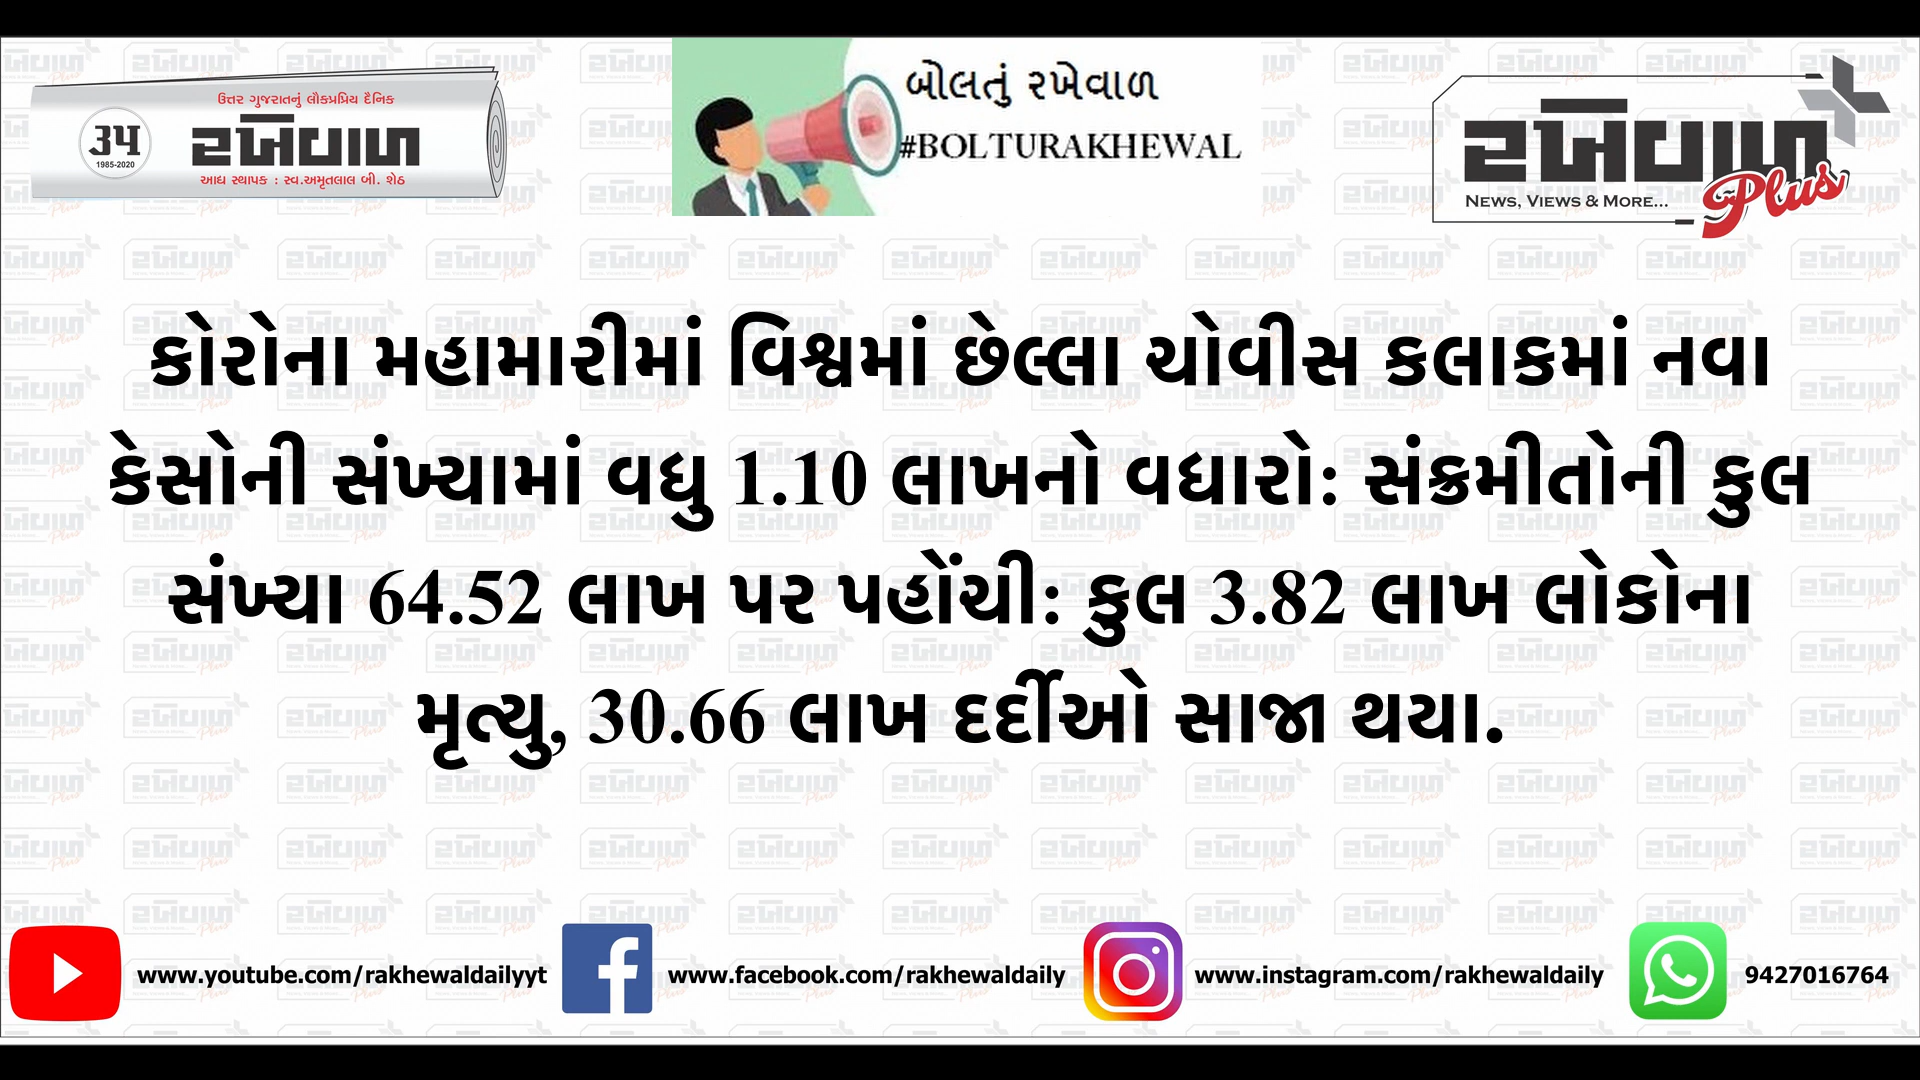 ઉત્તર ગુજરાતનું લોકપ્રિય દૈનિક
૩૫
1985-2020
રખેવાળ
આદ્ય સ્થાપક : સ્વ.અમૃતલાલ બી. શેઠ
બોલતું રખેવાળ
#BOLTURAKHEWAL
રખેવાળ
Plus
NEWS, VIEWS & MORE...
કોરોના મહામારીમાં વિશ્વમાં છેલ્લા ચોવીસ કલાકમાં નવા
કેસોની સંખ્યામાં વધુ 1.10 લાખનો વધારો: સંક્રમીતોની કુલ
સંખ્યા 64.52 લાખ પર પહોંચી: કુલ 3.82 લાખ લોકોના
મૃત્યુ, 30.66 લાખ દર્દીઓ સાજા થયા.
www.youtube.com/rakhewaldailyyt
www.facebook.com/rakhewaldaily
www.instagram.com/rakhewaldaily
9427016764